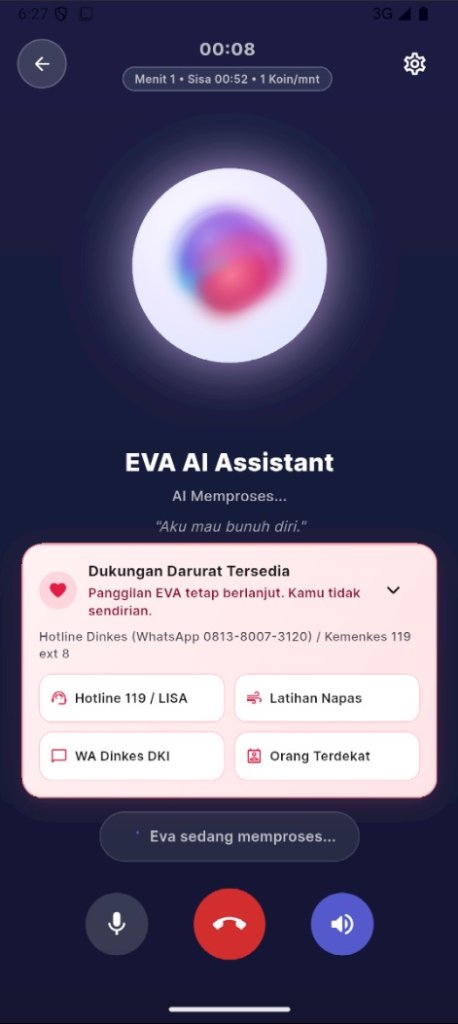 6:27
3G
00:08
Menit 1 • Sisa 00:52 • 1 Koin/mnt
EVA AI Assistant
AI Memproses...
"Aku mau bunuh diri."
Dukungan Darurat Tersedia
Panggilan EVA tetap berlanjut. Kamu tidak
sendirian.
Hotline Dinkes (WhatsApp 0813-8007-3120) / Kemenkes 119
ext 8
Hotline 119 / LISA
Latihan Napas
WA Dinkes DKI
Orang Terdekat
Eva sedang memproses...